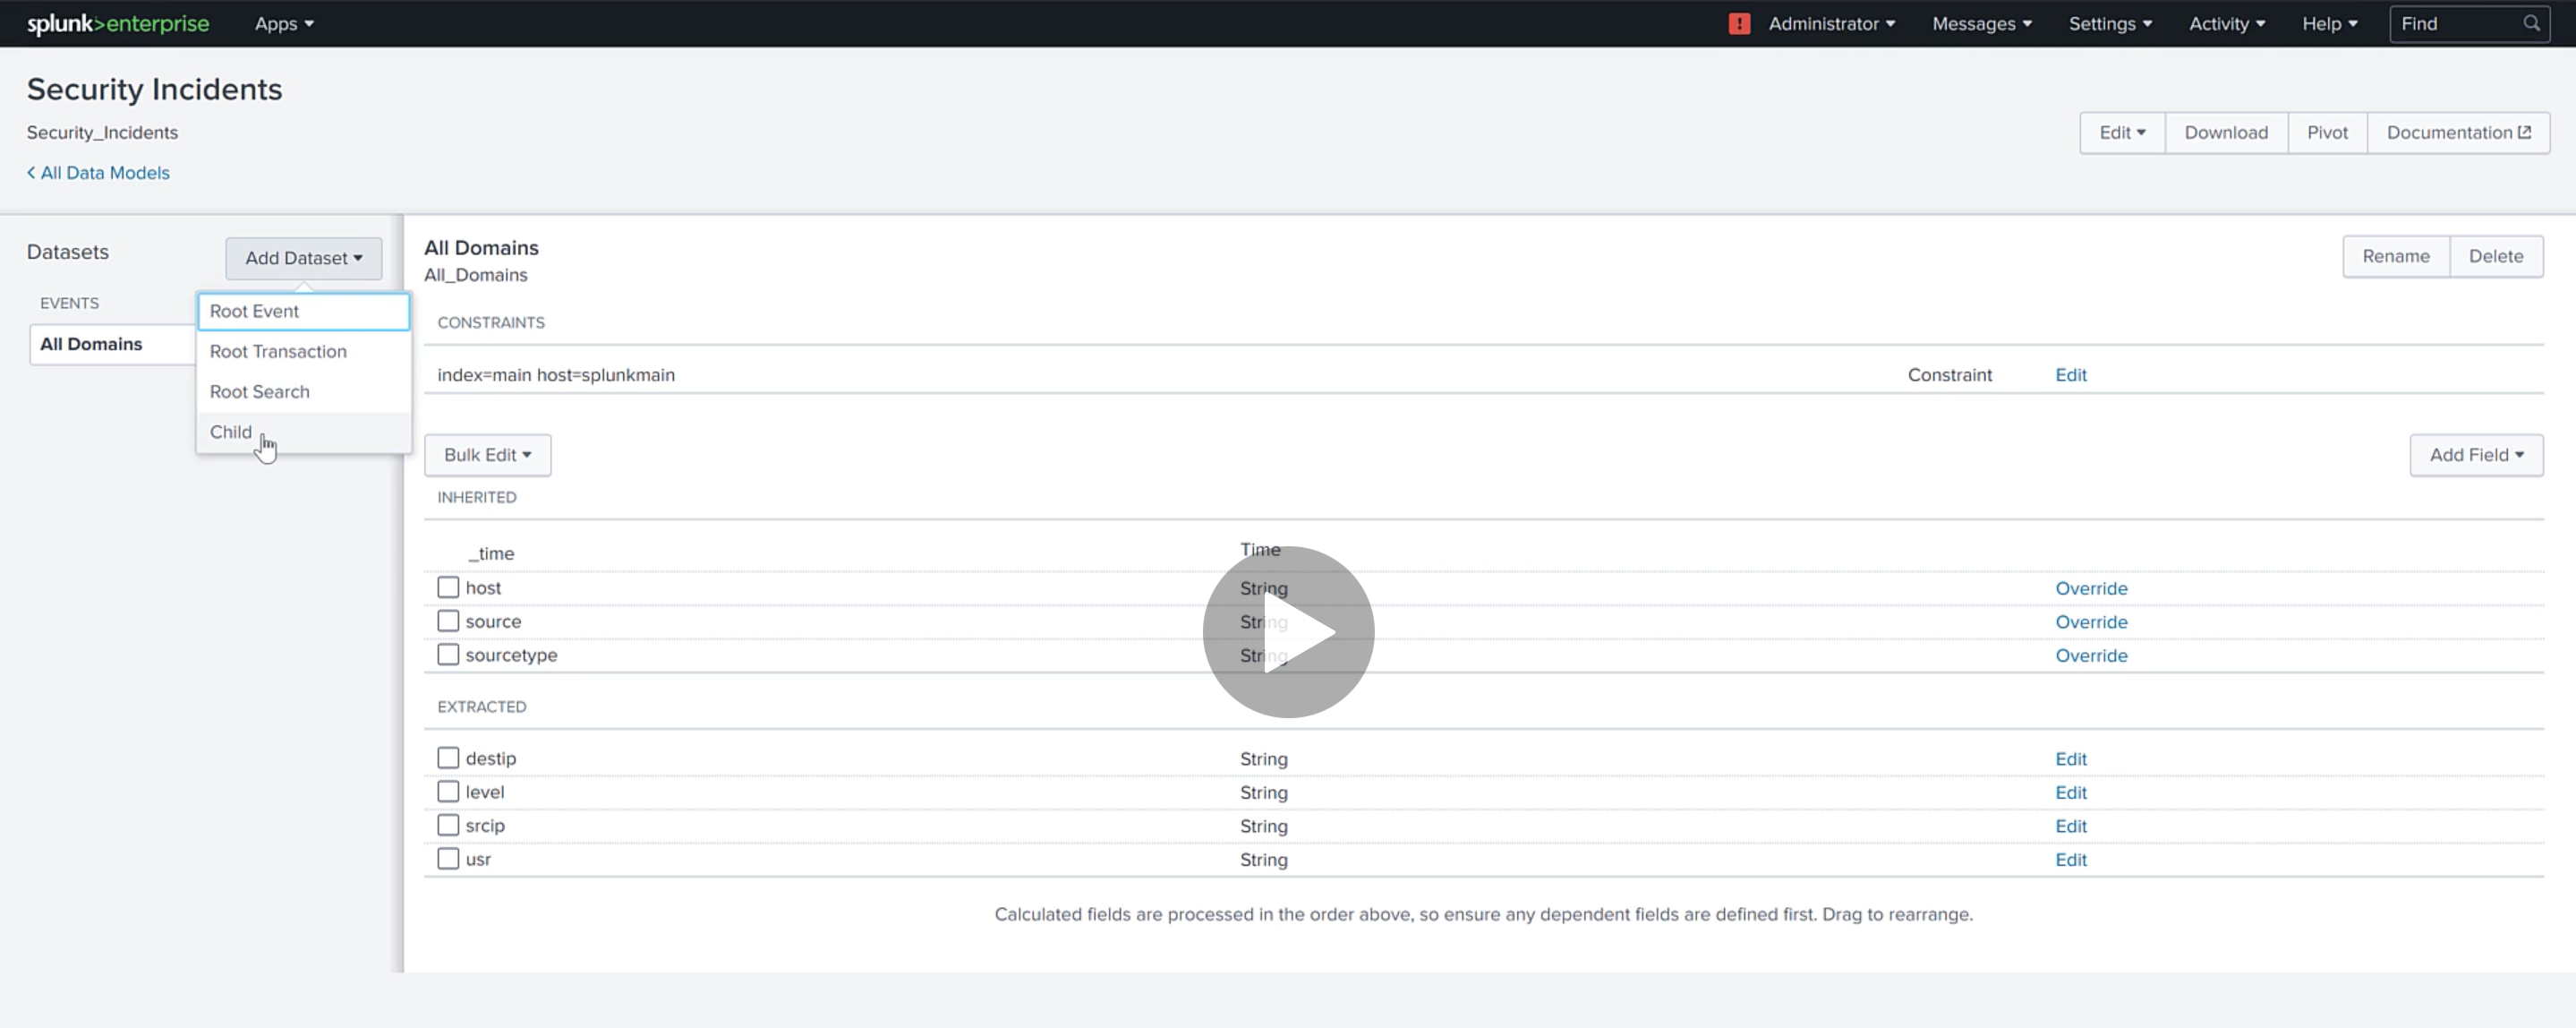 splunk>enterprise Apps ! Administrator Messages Settings Activity Help Find
Security Incidents
Security_Incidents
Edit Download Pivot Documentation
< All Data Models
Datasets
Add Dataset
EVENTS
All Domains
Root Event
Root Transaction
Root Search
Child
All Domains
All_Domains
Rename Delete
CONSTRAINTS
index=main host=splunkmain Constraint Edit
Bulk Edit Add Field
INHERITED
_time Time
host String Override
source String Override
sourcetype String Override
EXTRACTED
destip String Edit
level String Edit
srcip String Edit
usr String Edit
Calculated fields are processed in the order above, so ensure any dependent fields are defined first. Drag to rearrange.